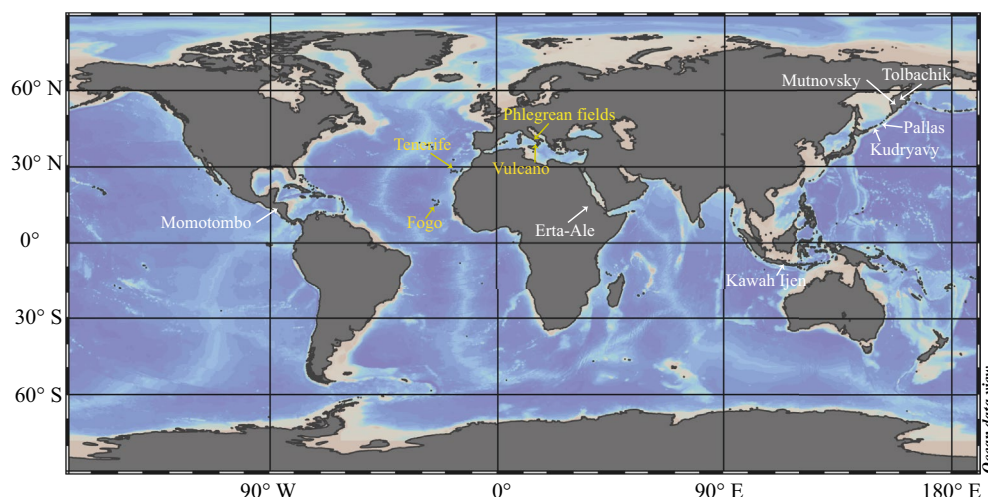 60° N
Mutnovsky
Tolbachik
Phlegrean fields
Pallas
Tenerife
Kudryavy
30° N
Vulcano
Momotombo
Fogo
Erta-Ale
0°
Kawah Ijen
30° S
60° S
Ocean data view
90° W
0°
90° E
180° E